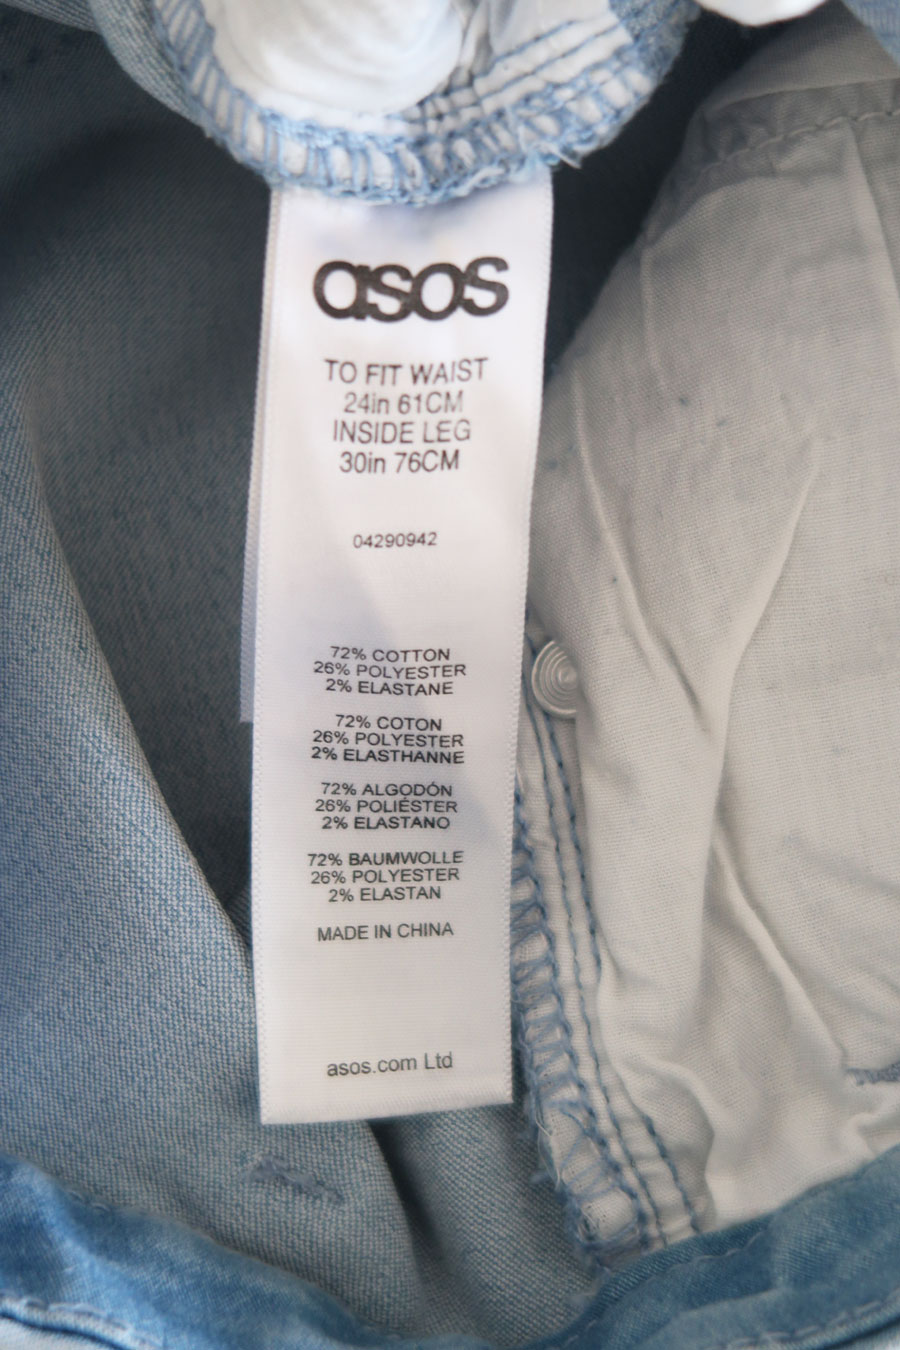 asos
TO FIT WAIST
24in 61CM
INSIDE LEG
30in 76CM
04290942
72% COTTON
26% POLYESTER
2% ELASTANE
72% COTON
26% POLYESTER
2% ELASTHANNE
72% ALGODÓN
26% POLIÉSTER
2% ELASTANO
72% BAUMWOLLE
26% POLYESTER
2% ELASTAN
MADE IN CHINA
asos.com Ltd